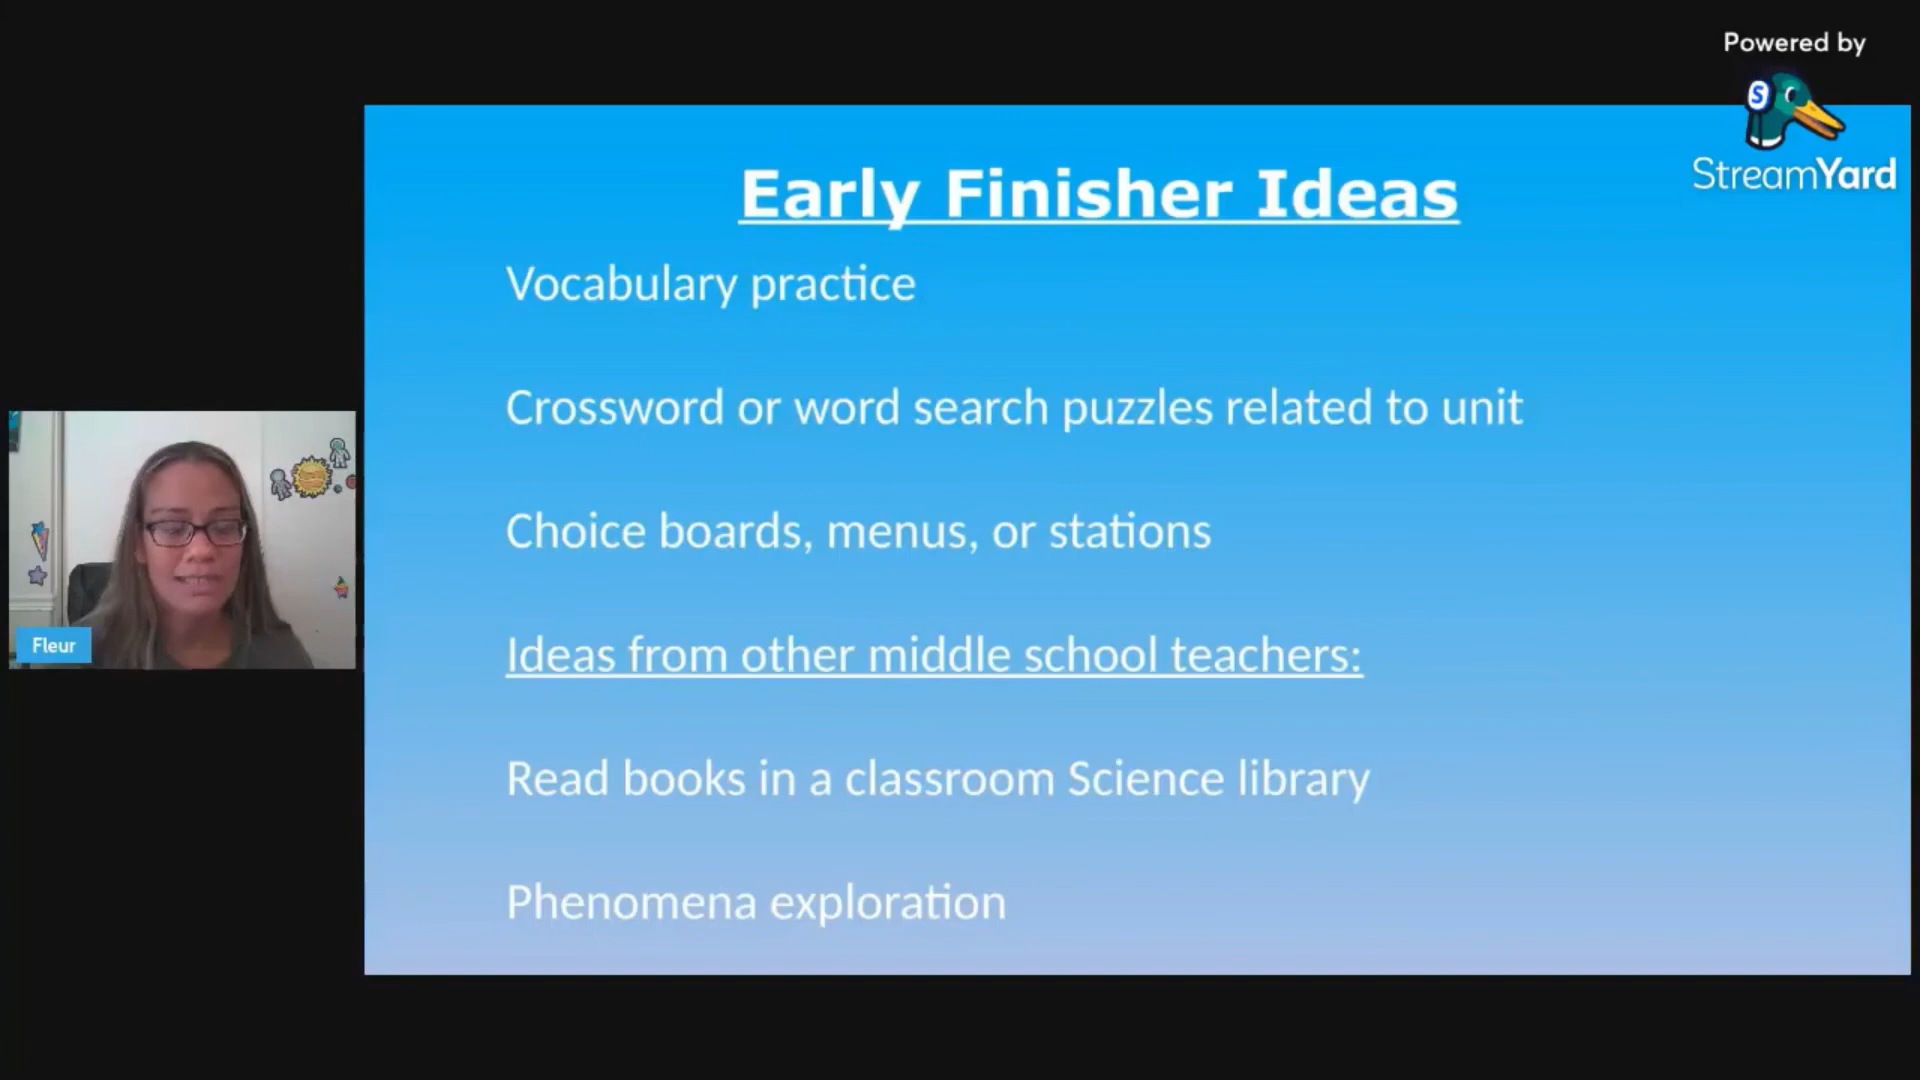 Powered by
S
StreamYard
Early Finisher Ideas
Vocabulary practice
Crossword or word search puzzles related to unit
Choice boards, menus, or stations
Ideas from other middle school teachers:
Read books in a classroom Science library
Phenomena exploration
Fleur